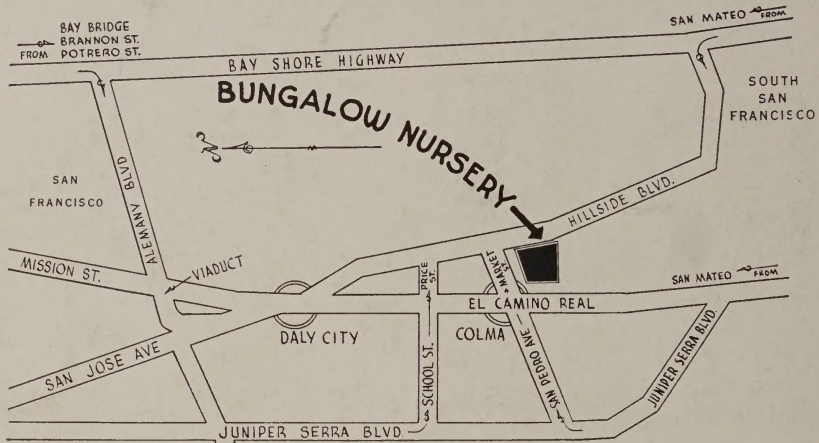 BAY BRIDGE
BRANNON ST.
FROM POTRERO ST.
SAN MATEO FROM
BAY SHORE HIGHWAY
BUNGALOW NURSERY
SOUTH
SAN
FRANCISCO
N
SAN
FRANCISCO
ALEMANY BLVD
HILLSIDE BLVD.
MISSION ST.
VIADUCT
PRICE ST.
MARKET ST.
SAN MATEO FROM
EL CAMINO REAL
DALY CITY
COLMA
SAN JOSE AVE
SCHOOL ST.
SAN PEDRO AVE
JUNIPER SERRA BLVD.
JUNIPER SERRA BLVD.